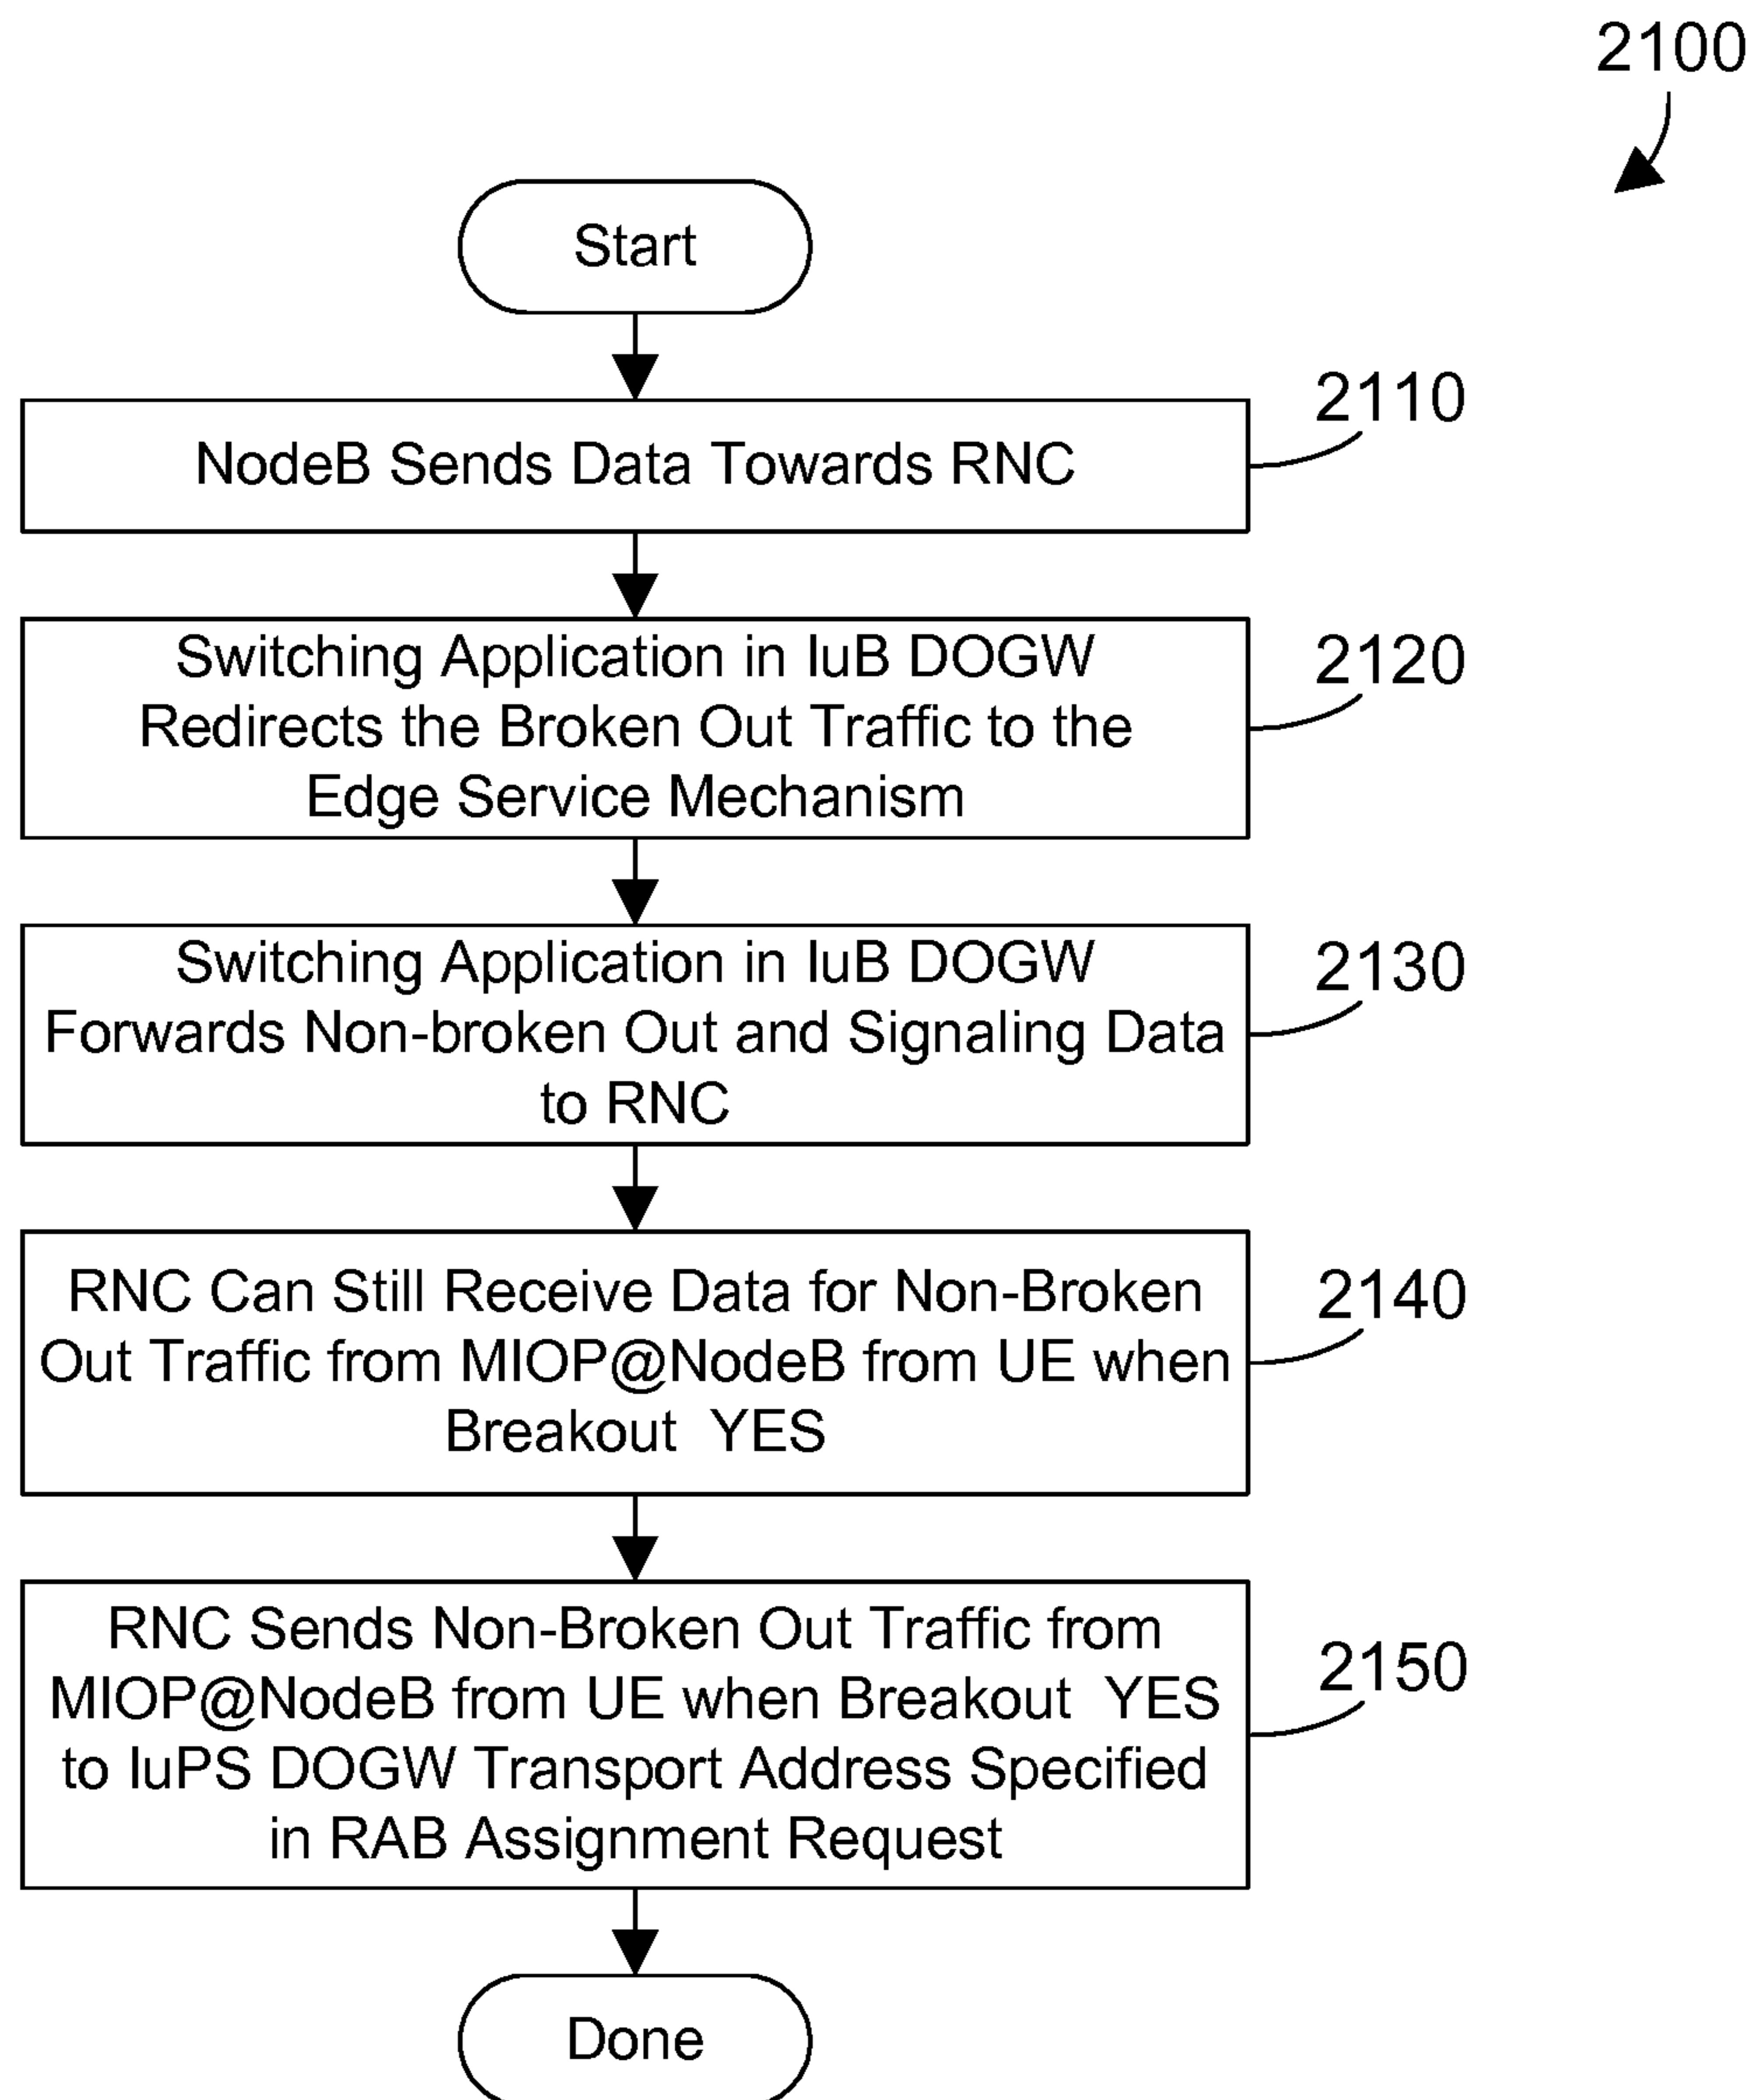 2100
Start
NodeB Sends Data Towards RNC
2110
Switching Application in IuB DOGW
Redirects the Broken Out Traffic to the
Edge Service Mechanism
2120
Switching Application in IuB DOGW
Forwards Non-broken Out and Signaling Data
to RNC
2130
RNC Can Still Receive Data for Non-Broken
Out Traffic from MIOP@NodeB from UE when
Breakout YES
2140
RNC Sends Non-Broken Out Traffic from
MIOP@NodeB from UE when Breakout YES
to IuPS DOGW Transport Address Specified
in RAB Assignment Request
2150
Done